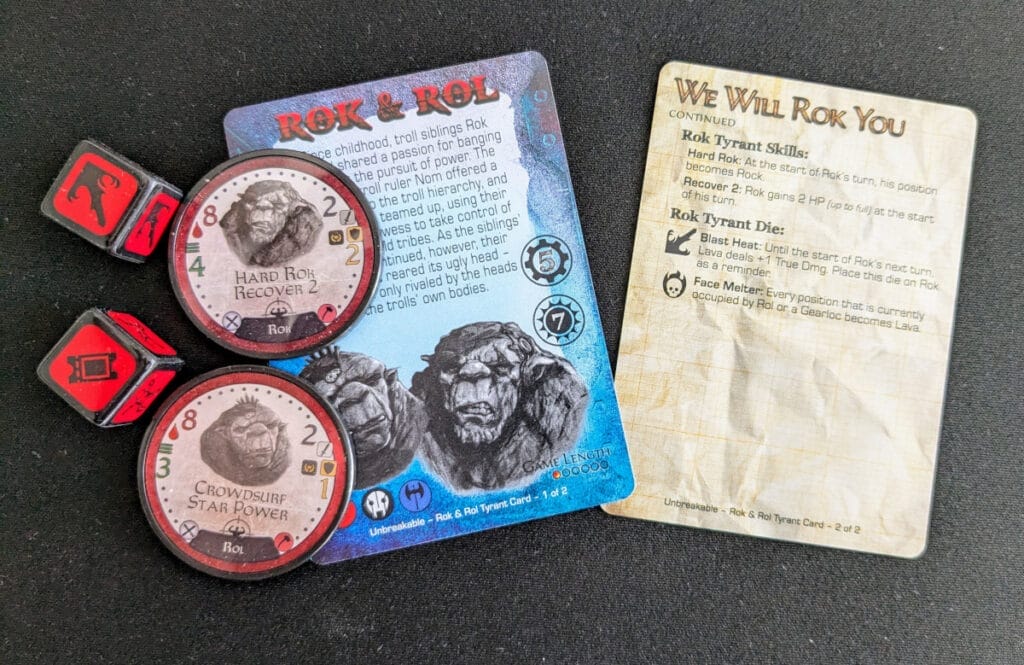 ROK & ROL
ce childhood, troll siblings Rok
shared a passion for banging
the pursuit of power. The
roll ruler Nom offered a
o the troll hierarchy, and
teamed up, using their
wess to take control of
ld tribes. As the siblings'
tinued, however, their
reared its ugly head –
only rivaled by the heads
the trolls' own bodies.
5
7
GAME LENGTH
Unbreakable – Rok & Rol Tyrant Card – 1 of 2
8
2
4
2
HARD ROK
RECOVER 2
ROK
8
2
3
1
CROWDSURF
STAR POWER
ROL
WE WILL ROK YOU
CONTINUED
Rok Tyrant Skills:
Hard Rok: At the start of Rok's turn, his position
becomes Rock.
Recover 2: Rok gains 2 HP (up to full) at the start
of his turn.
Rok Tyrant Die:
Blast Heat: Until the start of Rok's next turn,
Lava deals +1 True Dmg. Place this die on Rok
as a reminder.
Face Melter: Every position that is currently
occupied by Rol or a Gearloc becomes Lava.
Unbreakable – Rok & Rol Tyrant Card – 2 of 2